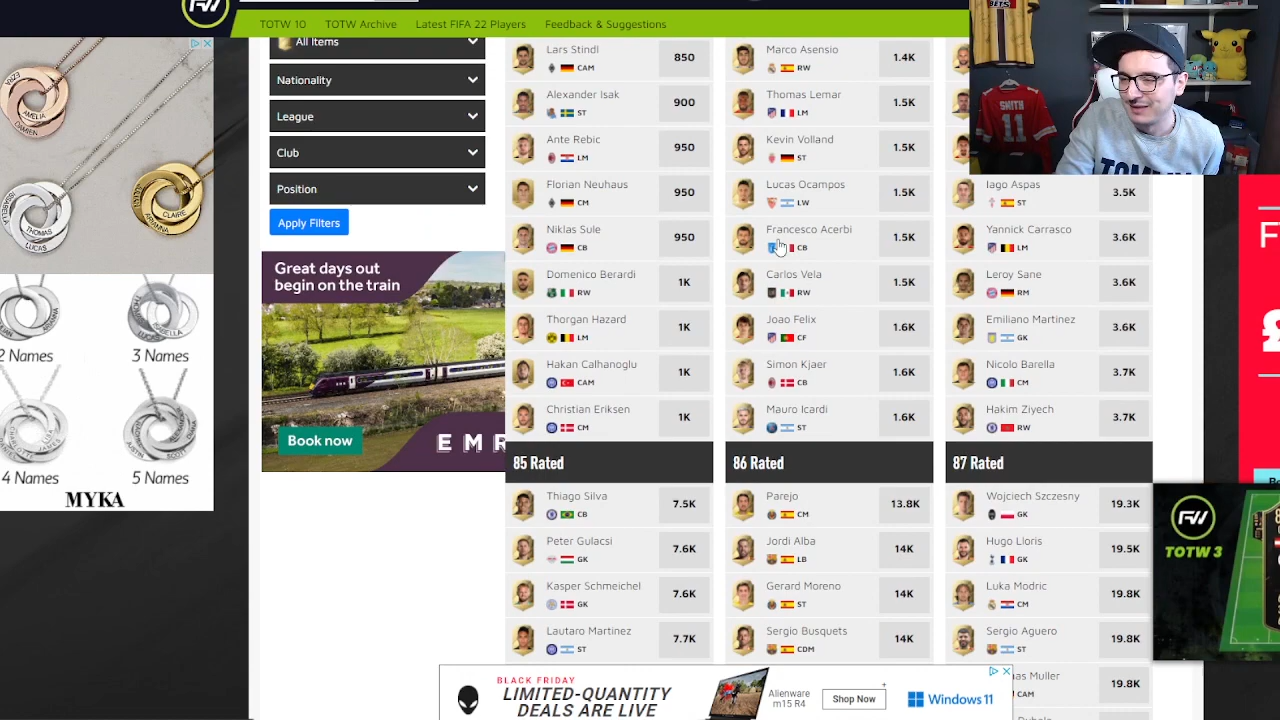 FW
TOTW 10
TOTW Archive
Latest FIFA 22 Players
Feedback & Suggestions
All Items
Nationality
League
Club
Position
Apply Filters
Great days out
begin on the train
Book now
EMR
AMELIA
DAMIEN
CLAIRE
THOMAS
LUCAS
2 Names
3 Names
4 Names
5 Names
MYKA
Lars Stindl
CAM
850
Alexander Isak
ST
900
Ante Rebic
LM
950
Florian Neuhaus
CM
950
Niklas Sule
CB
950
Domenico Berardi
RW
1K
Thorgan Hazard
LM
1K
Hakan Calhanoglu
CAM
1K
Christian Eriksen
CM
1K
85 Rated
Thiago Silva
CB
7.5K
Peter Gulacsi
GK
7.6K
Kasper Schmeichel
GK
7.6K
Lautaro Martinez
ST
7.7K
Marco Asensio
RW
1.4K
Thomas Lemar
LM
1.5K
Kevin Volland
ST
1.5K
Lucas Ocampos
LW
1.5K
Francesco Acerbi
CB
1.5K
Carlos Vela
RW
1.5K
Joao Felix
CF
1.6K
Simon Kjaer
CB
1.6K
Mauro Icardi
ST
1.6K
86 Rated
Parejo
CM
13.8K
Jordi Alba
LB
14K
Gerard Moreno
ST
14K
Sergio Busquets
CDM
14K
Iago Aspas
ST
3.5K
Yannick Carrasco
LM
3.6K
Leroy Sane
RM
3.6K
Emiliano Martinez
GK
3.6K
Nicolo Barella
CM
3.7K
Hakim Ziyech
RW
3.7K
87 Rated
Wojciech Szczesny
GK
19.3K
Hugo Lloris
GK
19.5K
Luka Modric
CM
19.8K
Sergio Aguero
ST
19.8K
as Muller
CAM
19.8K
SMITH
11
F
£
FW
TOTW 3
BLACK FRIDAY
LIMITED-QUANTITY
DEALS ARE LIVE
Alienware
m15 R4
Shop Now
Windows 11